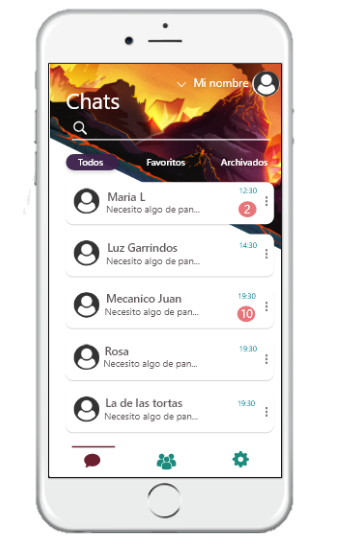 Mi nombre
Chats
Todos Favoritos Archivados
Maria L 12:30
Necesito algo de pan... 2
Luz Garrindos 14:30
Necesito algo de pan...
Mecanico Juan 19:30
Necesito algo de pan... 10
Rosa 19:30
Necesito algo de pan...
La de las tortas 19:30
Necesito algo de pan...